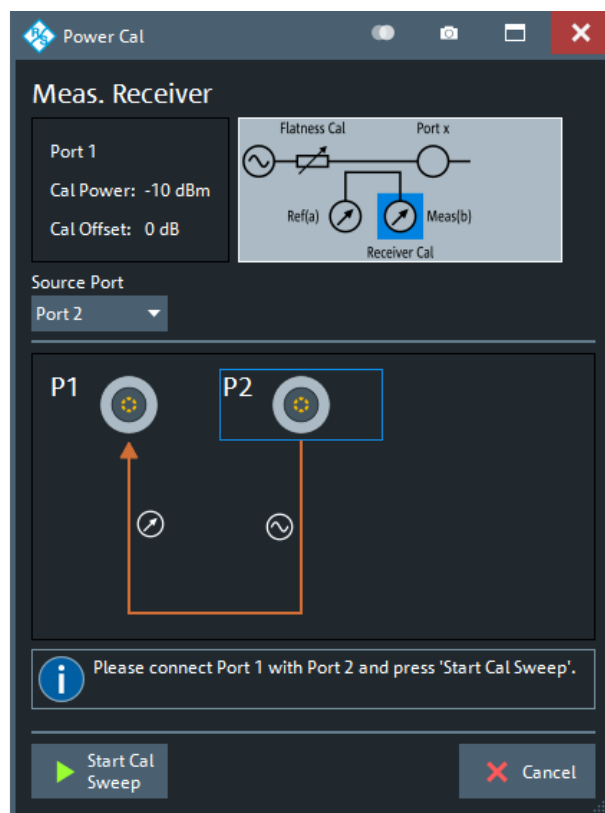 Power Cal
Meas. Receiver
Port 1
Cal Power: -10 dBm
Cal Offset: 0 dB
Flatness Cal Port x
Ref(a) Meas(b)
Receiver Cal
Source Port
Port 2
P1 P2
Please connect Port 1 with Port 2 and press 'Start Cal Sweep'.
Start Cal
Sweep
Cancel